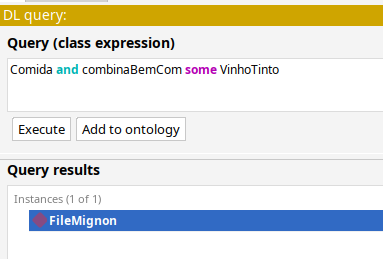 DL query:
Query (class expression)
Comida and combinaBemCom some VinhoTinto
Execute
Add to ontology
Query results
Instances (1 of 1)
FileMignon